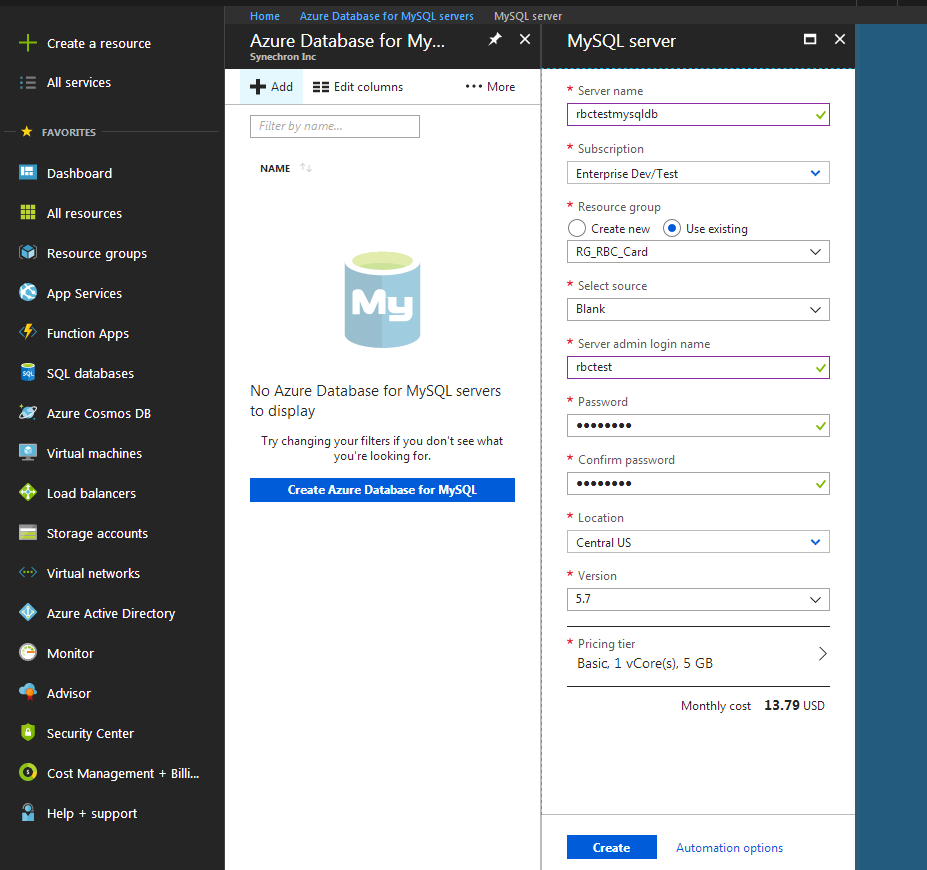 Create a resource
All services
FAVORITES
Dashboard
All resources
Resource groups
App Services
Function Apps
SQL databases
Azure Cosmos DB
Virtual machines
Load balancers
Storage accounts
Virtual networks
Azure Active Directory
Monitor
Advisor
Security Center
Cost Management + Billi...
Help + support
Home Azure Database for MySQL servers MySQL server
Azure Database for My...
Synechron Inc
Add Edit columns ••• More
Filter by name...
NAME
My
No Azure Database for MySQL servers
to display
Try changing your filters if you don't see what
you're looking for.
Create Azure Database for MySQL
MySQL server
* Server name
rbctestmysqldb
* Subscription
Enterprise Dev/Test
* Resource group
Create new Use existing
RG_RBC_Card
* Select source
Blank
* Server admin login name
rbctest
* Password
••••••••
* Confirm password
••••••••
* Location
Central US
* Version
5.7
* Pricing tier
Basic, 1 vCore(s), 5 GB
Monthly cost 13.79 USD
Create Automation options